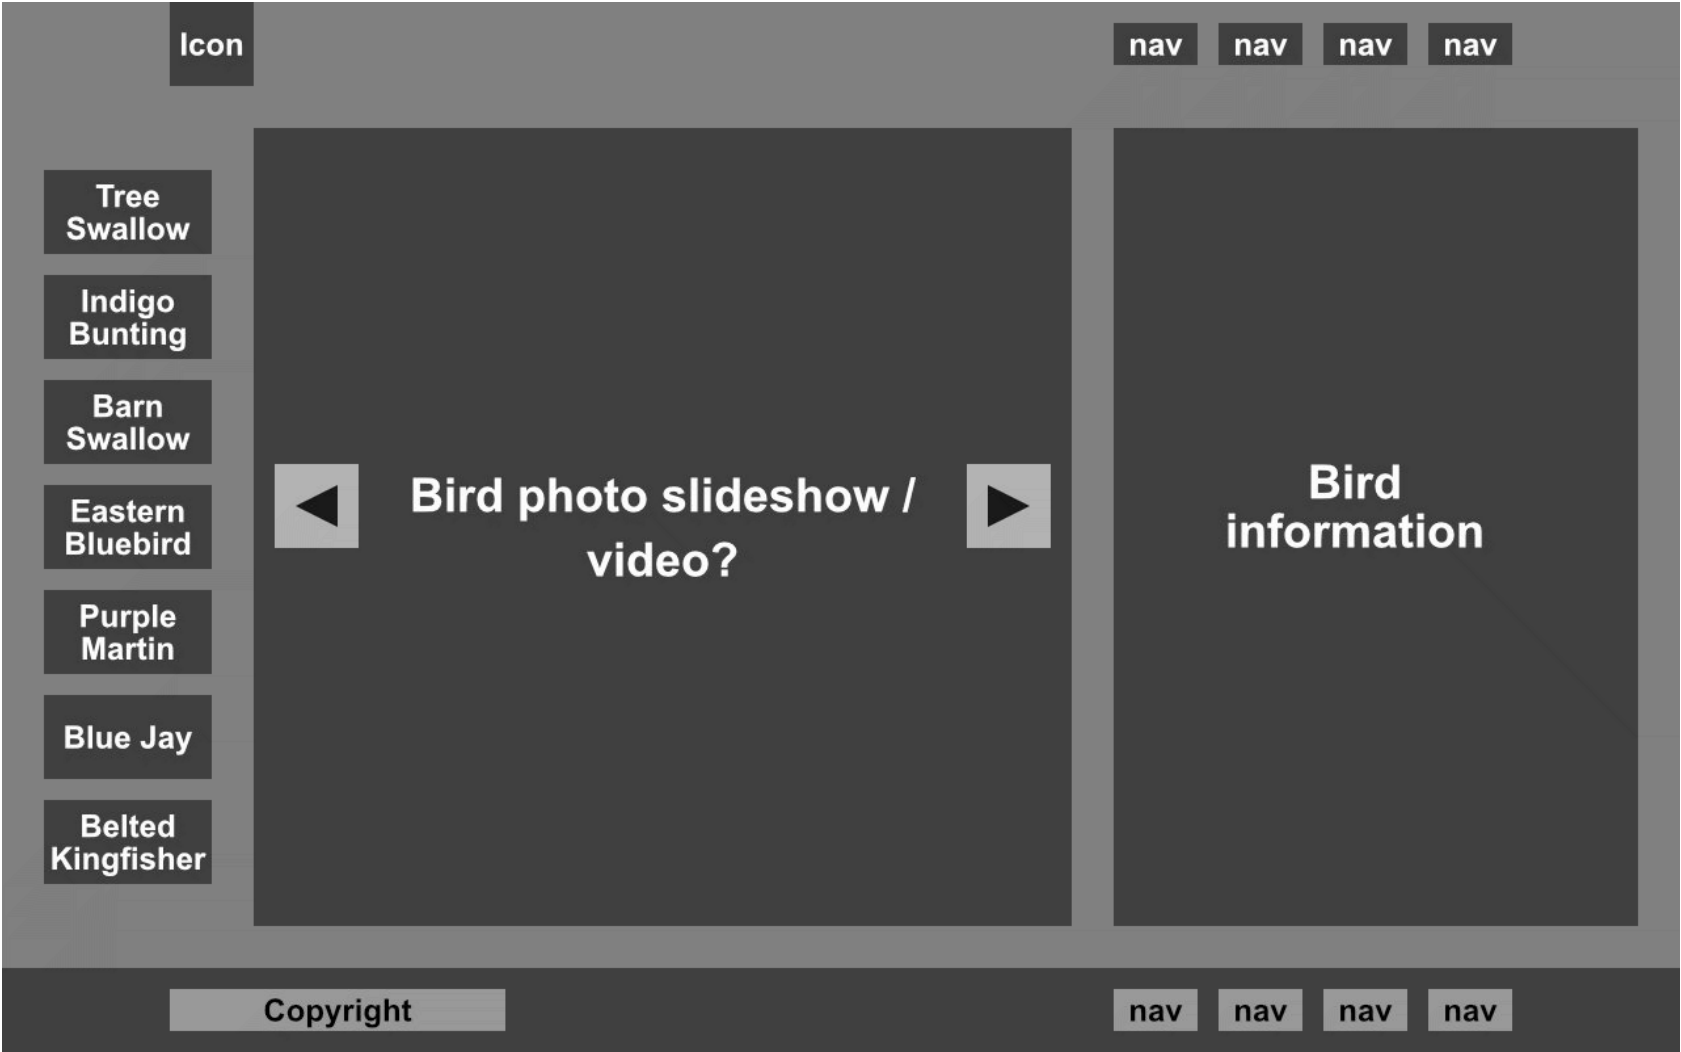 Icon
nav nav nav nav
Tree
Swallow
Indigo
Bunting
Barn
Swallow
Eastern
Bluebird
Purple
Martin
Blue Jay
Belted
Kingfisher
Bird photo slideshow /
video?
Bird
information
Copyright
nav nav nav nav